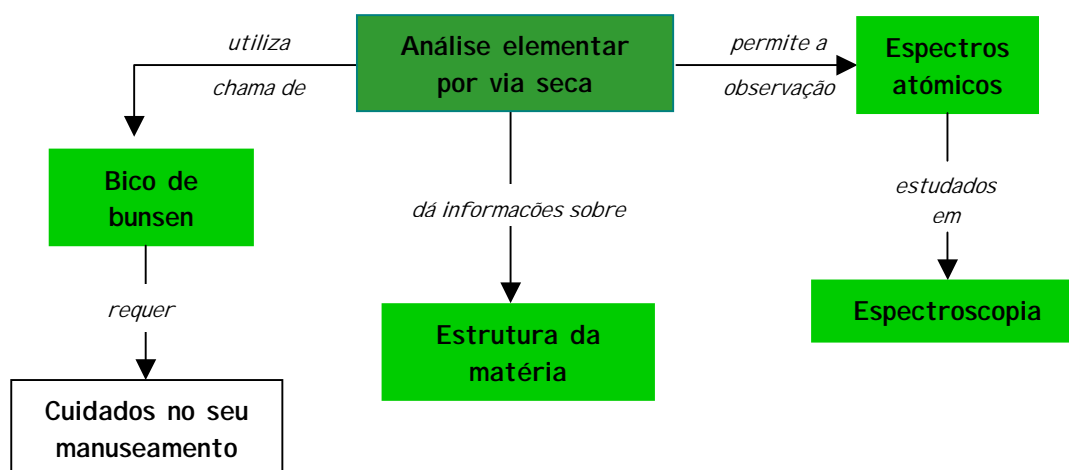 utiliza
chama de
Análise elementar
por via seca
permite a
observação
Espectros
atómicos
Bico de
bunsen
dá informacões sobre
estudados
em
requer
Estrutura da
matéria
Espectroscopia
Cuidados no seu
manuseamento